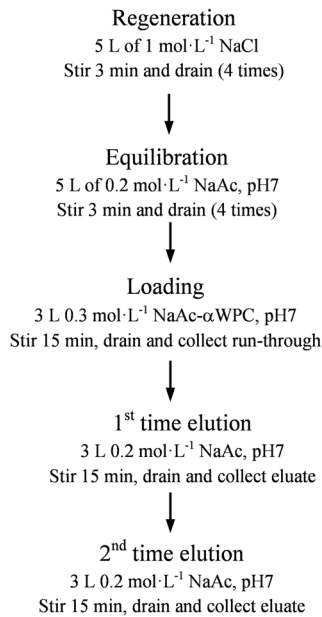 Regeneration
5 L of 1 mol·L⁻¹ NaCl
Stir 3 min and drain (4 times)
Equilibration
5 L of 0.2 mol·L⁻¹ NaAc, pH7
Stir 3 min and drain (4 times)
Loading
3 L 0.3 mol·L⁻¹ NaAc-αWPC, pH7
Stir 15 min, drain and collect run-through
1ˢᵗ time elution
3 L 0.2 mol·L⁻¹ NaAc, pH7
Stir 15 min, drain and collect eluate
2ⁿᵈ time elution
3 L 0.2 mol·L⁻¹ NaAc, pH7
Stir 15 min, drain and collect eluate